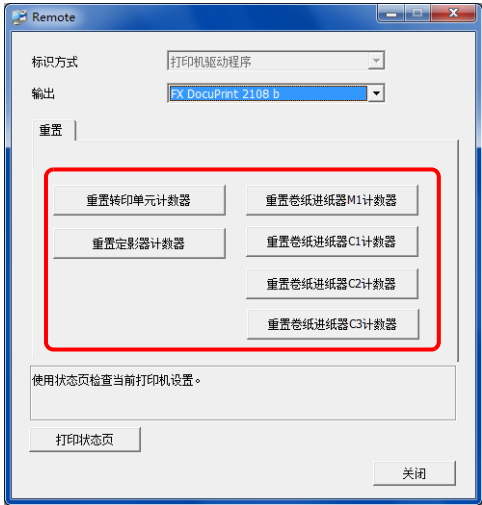 Remote
标识方式 打印机驱动程序
输出 FX DocuPrint 2108 b
重置
重置转印单元计数器 重置卷纸进纸器M1计数器
重置定影器计数器 重置卷纸进纸器C1计数器
重置卷纸进纸器C2计数器
重置卷纸进纸器C3计数器
使用状态页检查当前打印机设置。
打印状态页
关闭